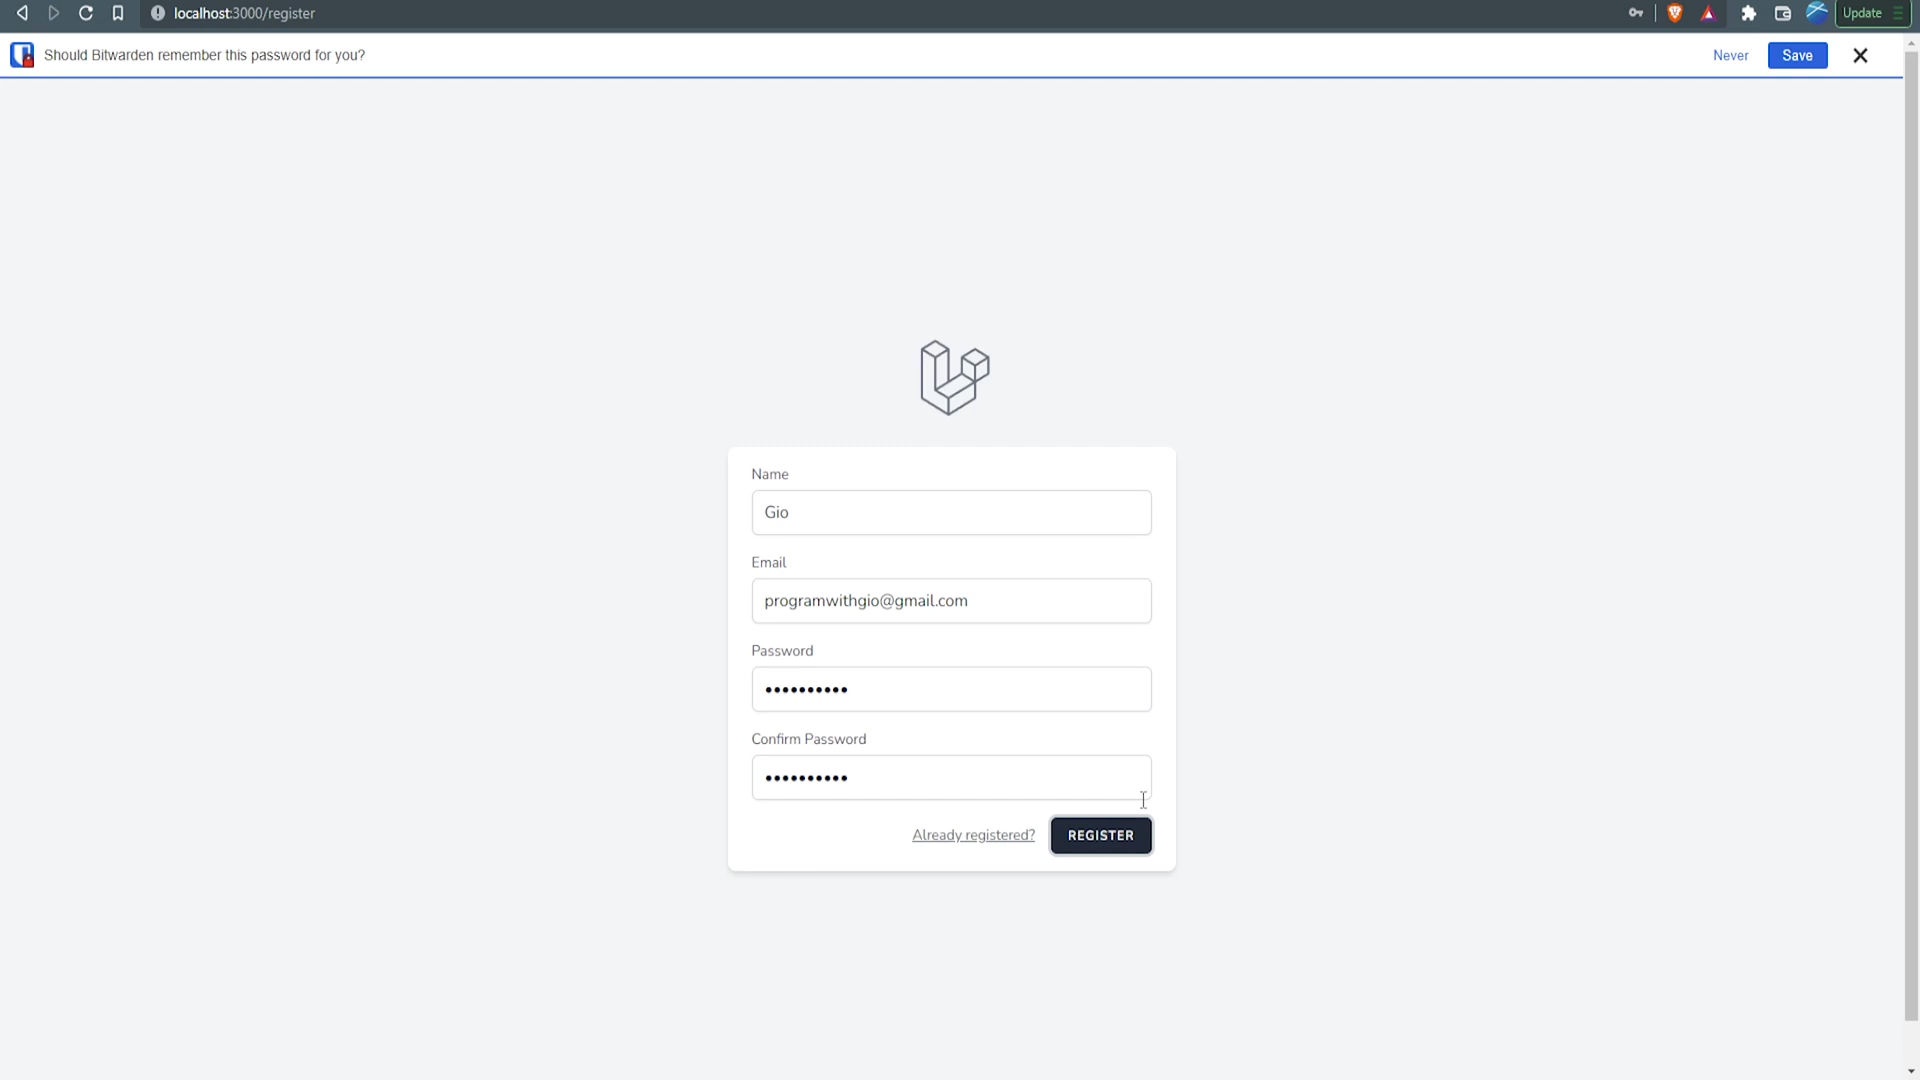 localhost:3000/register
Update
Should Bitwarden remember this password for you?
Never
Save
Name
Gio
Email
programwithgio@gmail.com
Password
••••••••••
Confirm Password
••••••••••
Already registered?
REGISTER